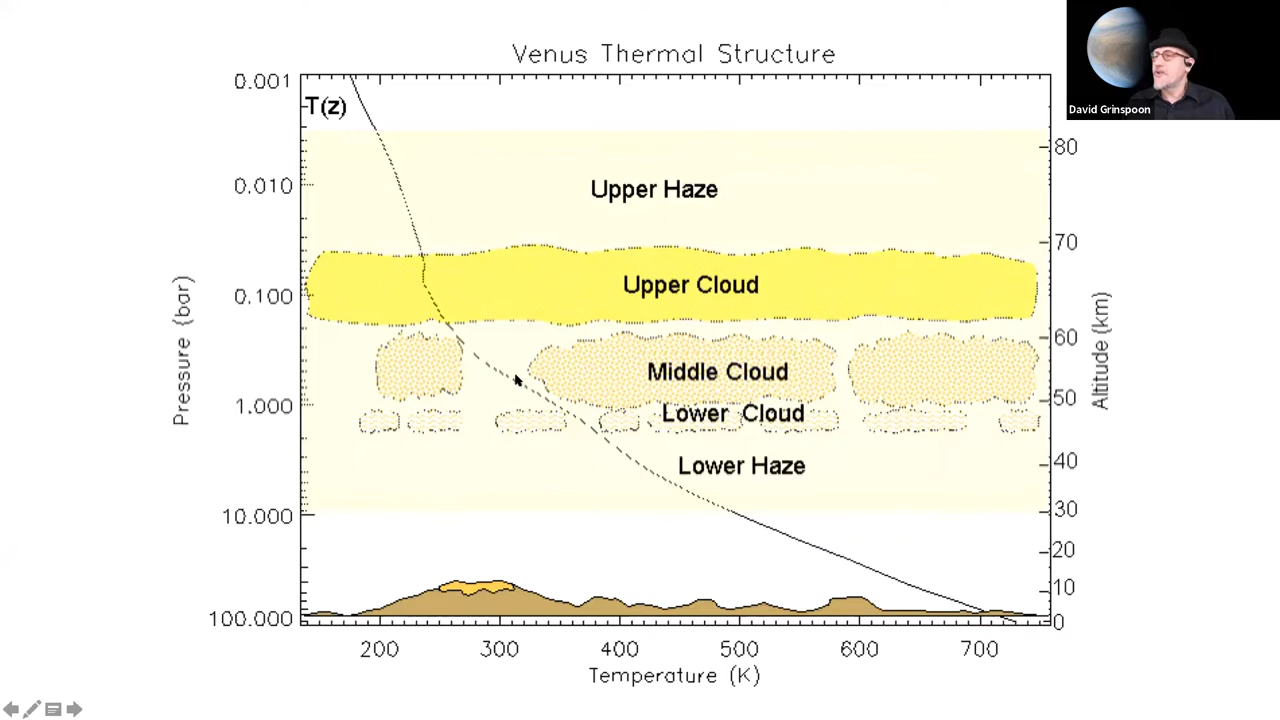 Venus Thermal Structure
David Grinspoon
T(z)
0.001
0.010
0.100
1.000
10.000
100.000
Pressure (bar)
Upper Haze
Upper Cloud
Middle Cloud
Lower Cloud
Lower Haze
80
70
60
50
40
30
20
10
0
Altitude (km)
200 300 400 500 600 700
Temperature (K)